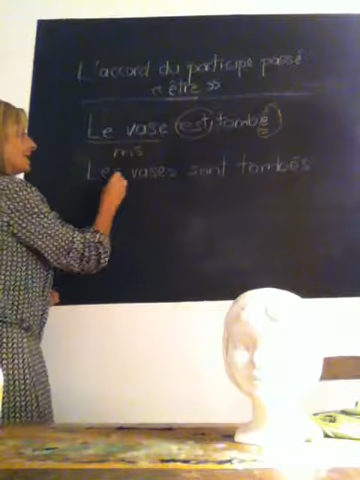 L'accord du participe passé
« être »
Le vase est tombé
ms
Les vases sont tombés